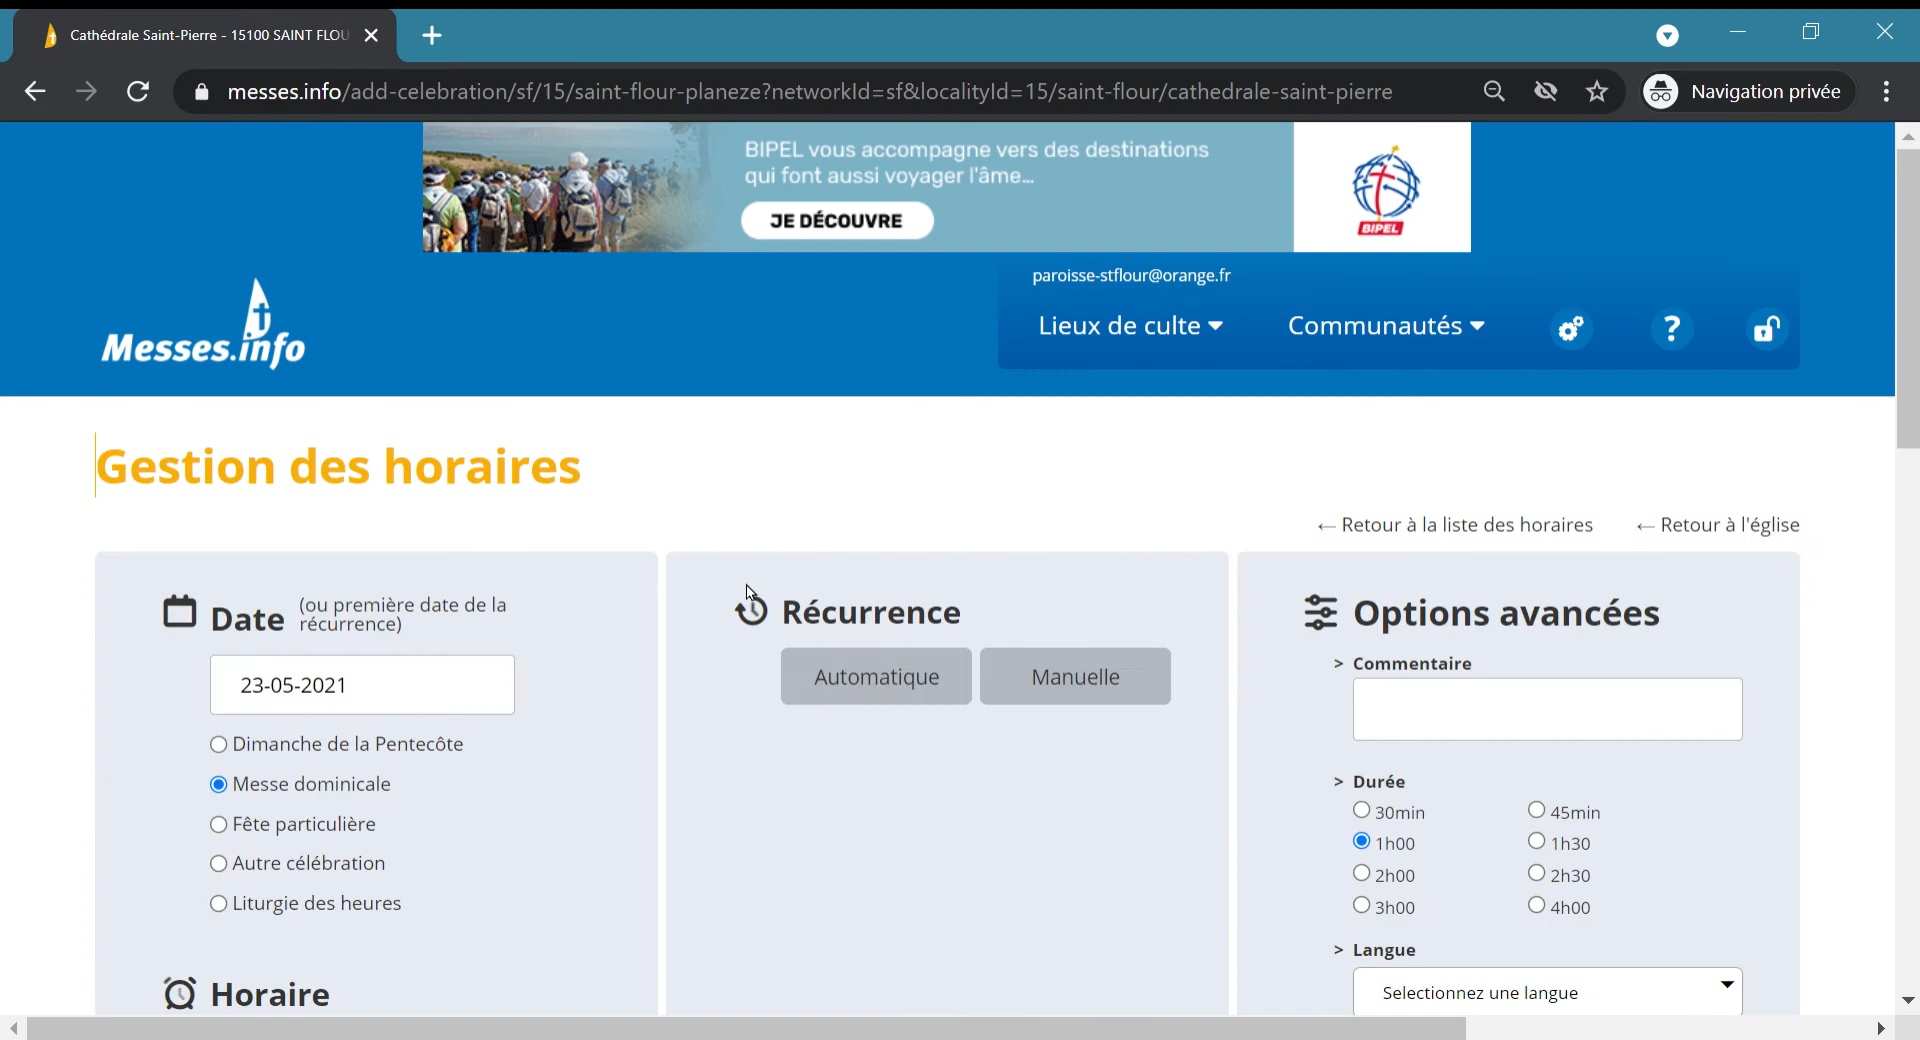 Cathédrale Saint-Pierre - 15100 SAINT FLOU
messes.info/add-celebration/sf/15/saint-flour-planeze?networkId=sf&localityId=15/saint-flour/cathedrale-saint-pierre
Navigation privée
BIPEL vous accompagne vers des destinations
qui font aussi voyager l'âme...
JE DÉCOUVRE
BIPEL
paroisse-stflour@orange.fr
Messes.info
Lieux de culte
Communautés
?
Gestion des horaires
← Retour à la liste des horaires
← Retour à l'église
Date
(ou première date de la
récurrence)
23-05-2021
Dimanche de la Pentecôte
Messe dominicale
Fête particulière
Autre célébration
Liturgie des heures
Horaire
Récurrence
Automatique
Manuelle
Options avancées
> Commentaire
> Durée
30min
45min
1h00
1h30
2h00
2h30
3h00
4h00
> Langue
Selectionnez une langue